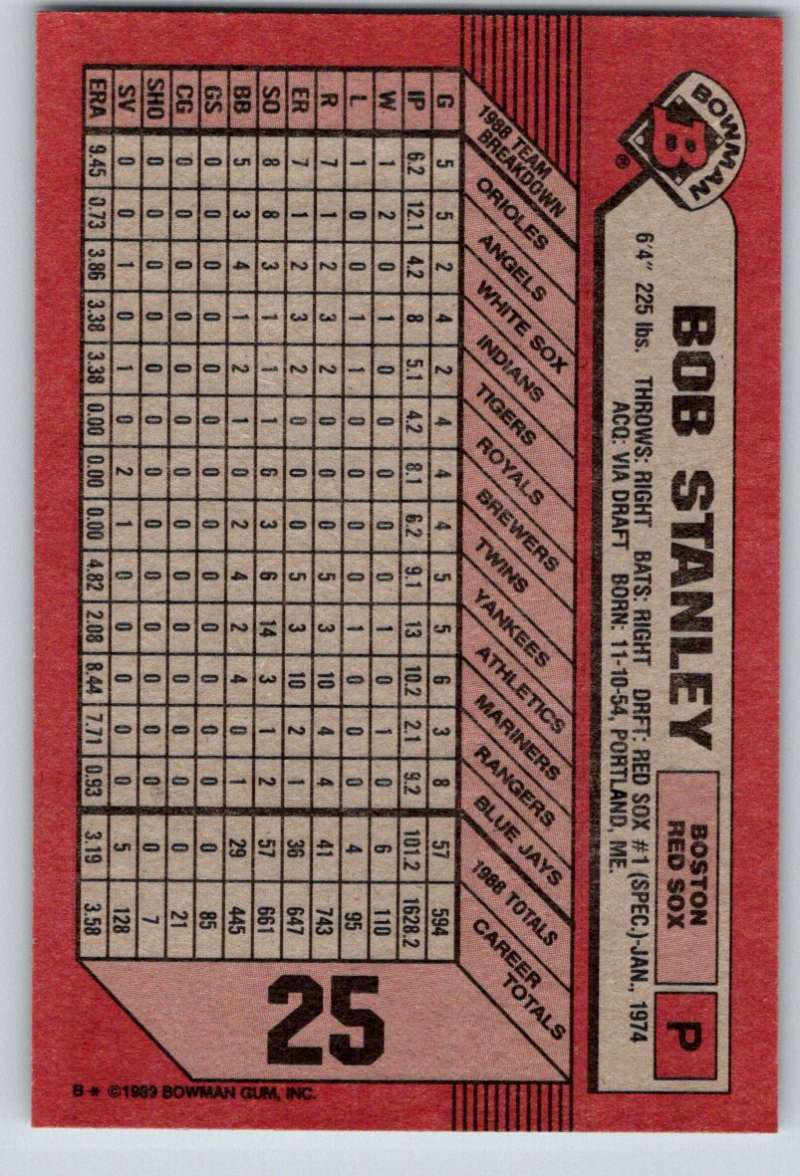 BOWMAN
B
®
BOB STANLEY
BOSTON
RED SOX
P
6'4" 225 lbs. THROWS: RIGHT BATS: RIGHT DRFT: RED SOX #1 (SPEC.)-JAN., 1974
ACQ: VIA DRAFT BORN: 11-10-54, PORTLAND, ME.
1988 TEAM BREAKDOWN
ORIOLES
ANGELS
WHITE SOX
INDIANS
TIGERS
ROYALS
BREWERS
TWINS
YANKEES
ATHLETICS
MARINERS
RANGERS
BLUE JAYS
1988 TOTALS
CAREER TOTALS
G 5 5 2 4 2 4 4 4 5 5 6 3 8 57 594
IP 6.2 12.1 4.2 8 5.1 4.2 8.1 6.2 9.1 13 10.2 2.1 9.2 101.2 1628.2
W 1 2 0 1 0 0 0 0 0 1 0 1 0 6 110
L 1 0 0 1 1 0 0 0 0 1 0 0 0 4 95
R 7 1 2 3 2 0 0 0 5 3 10 4 4 41 743
ER 7 1 2 3 2 0 0 0 5 3 10 2 1 36 647
SO 8 8 3 1 1 1 6 3 6 14 3 1 2 57 661
BB 5 3 4 1 2 1 0 2 4 2 4 0 1 29 445
GS 0 0 0 0 0 0 0 0 0 0 0 0 0 0 85
CG 0 0 0 0 0 0 0 0 0 0 0 0 0 0 21
SHO 0 0 0 0 0 0 0 0 0 0 0 0 0 0 7
SV 0 0 1 0 1 0 2 1 0 0 0 0 0 5 128
ERA 9.45 0.73 3.86 3.38 3.38 0.00 0.00 0.00 4.82 2.08 8.44 7.71 0.93 3.19 3.58
25
B * ©1989 BOWMAN GUM, INC.